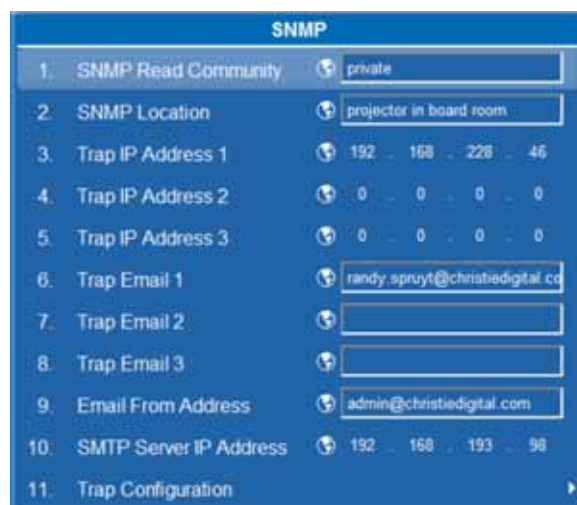 SNMP
1. SNMP Read Community private
2. SNMP Location projector in board room
3. Trap IP Address 1 192 . 168 . 228 . 46
4. Trap IP Address 2 0 . 0 . 0 . 0
5. Trap IP Address 3 0 . 0 . 0 . 0
6. Trap Email 1 randy.spruyt@christiedigital.co
7. Trap Email 2
8. Trap Email 3
9. Email From Address admin@christiedigital.com
10. SMTP Server IP Address 192 . 168 . 193 . 98
11. Trap Configuration